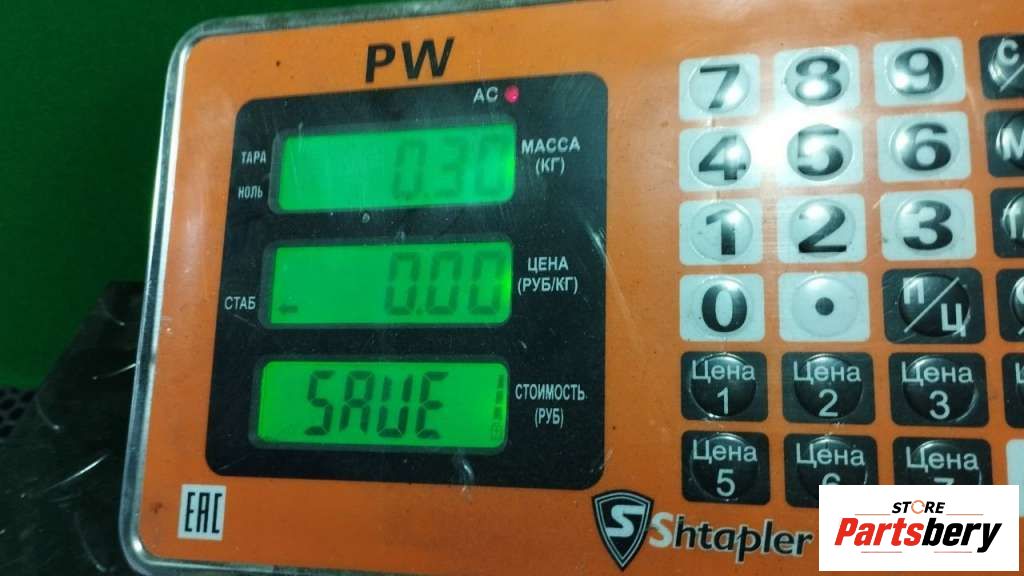 PW
AC
ТАРА
НОЛЬ
0.30
МАССА
(КГ)
СТАБ
0.00
ЦЕНА
(РУБ/КГ)
SAUE
СТОИМОСТЬ
(РУБ)
EAC
Shtapler
7 8 9
4 5 6
1 2 3
0 . П/Ц
Цена 1
Цена 2
Цена 3
Цена 5
Цена 6
Цена 7
STORE
Partsbery